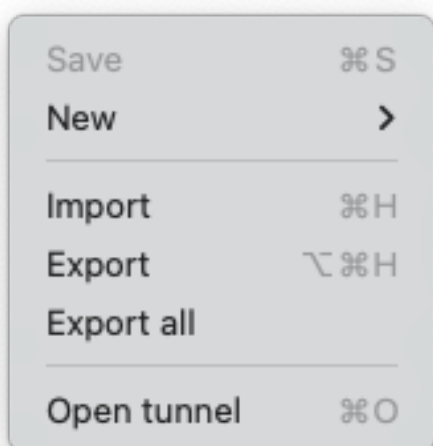 Save ⌘S
New >
Import ⌘H
Export ⌥⌘H
Export all
Open tunnel ⌘O